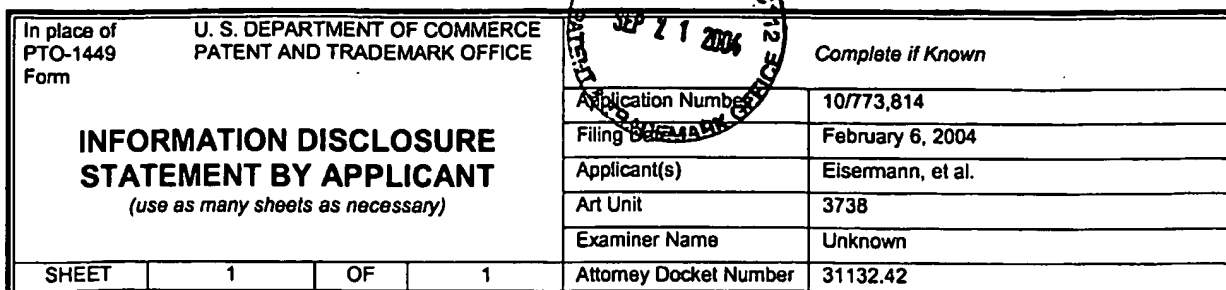 In place of
PTO-1449
Form
U. S. DEPARTMENT OF COMMERCE
PATENT AND TRADEMARK OFFICE
INFORMATION DISCLOSURE
STATEMENT BY APPLICANT
(use as many sheets as necessary)
SHEET 1 OF 1
SEP 21 2004
Complete if Known
Application Number 10/773,814
Filing February 6, 2004
Applicant(s) Eisermann, et al.
Art Unit 3738
Examiner Name Unknown
Attorney Docket Number 31132.42